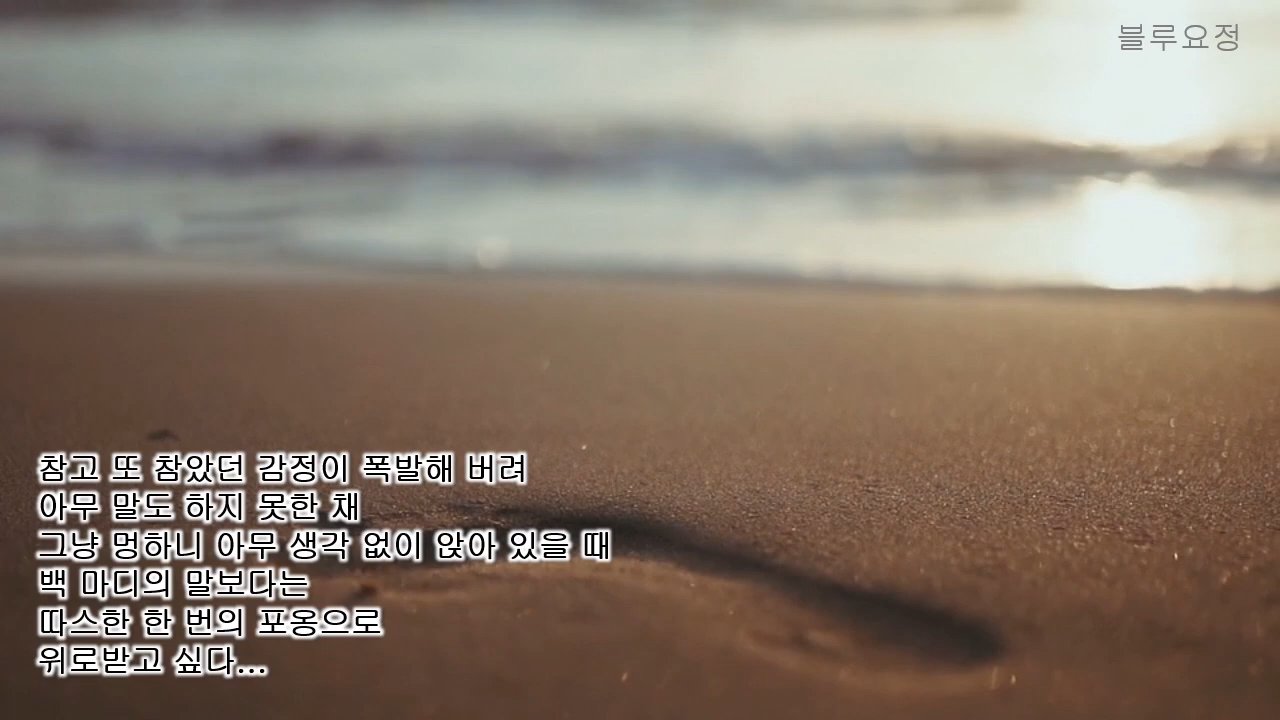 블루요정
참고 또 참았던 감정이 폭발해 버려
아무 말도 하지 못한 채
그냥 멍하니 아무 생각 없이 앉아 있을 때
백 마디의 말보다는
따스한 한 번의 포옹으로
위로받고 싶다...